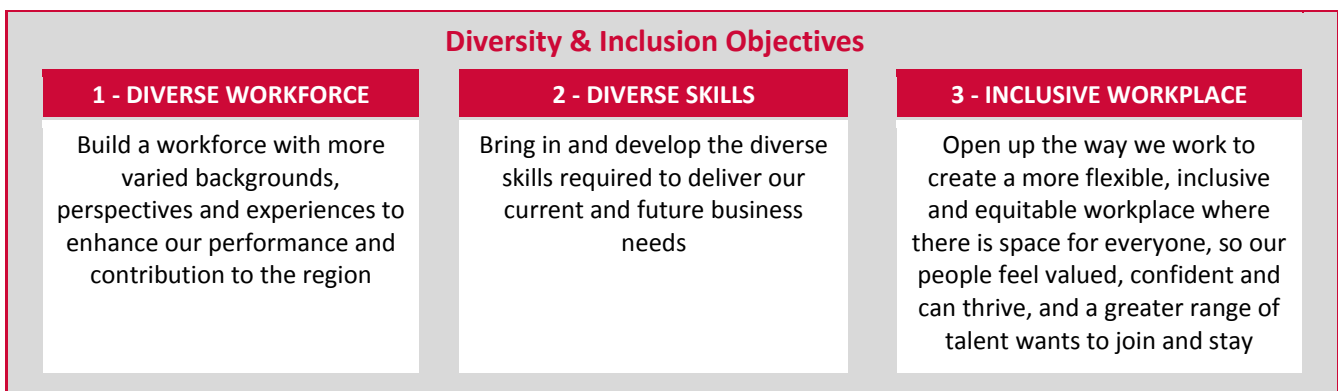 Diversity & Inclusion Objectives
1 - DIVERSE WORKFORCE
Build a workforce with more
varied backgrounds,
perspectives and experiences to
enhance our performance and
contribution to the region
2 - DIVERSE SKILLS
Bring in and develop the diverse
skills required to deliver our
current and future business
needs
3 - INCLUSIVE WORKPLACE
Open up the way we work to
create a more flexible, inclusive
and equitable workplace where
there is space for everyone, so our
people feel valued, confident and
can thrive, and a greater range of
talent wants to join and stay